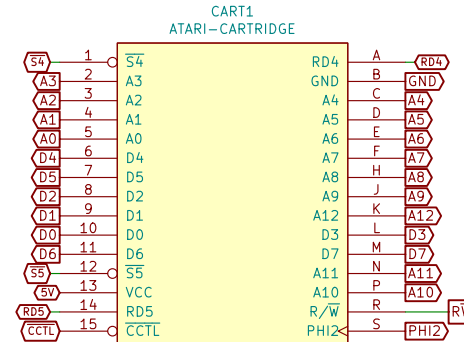 CART1
ATARI-CARTRIDGE
S4 1 S4 RD4 A RD4
A3 2 A3 GND B GND
A2 3 A2 A4 C A4
A1 4 A1 A5 D A5
A0 5 A0 A6 E A6
D4 6 D4 A7 F A7
D5 7 D5 A8 H A8
D2 8 D2 A9 J A9
D1 9 D1 A12 K A12
D0 10 D0 D3 L D3
D6 11 D6 D7 M D7
S5 12 S5 A11 N A11
5V 13 VCC A10 P A10
RD5 14 RD5 R/W R
CCTL 15 CCTL PHI2 S PHI2